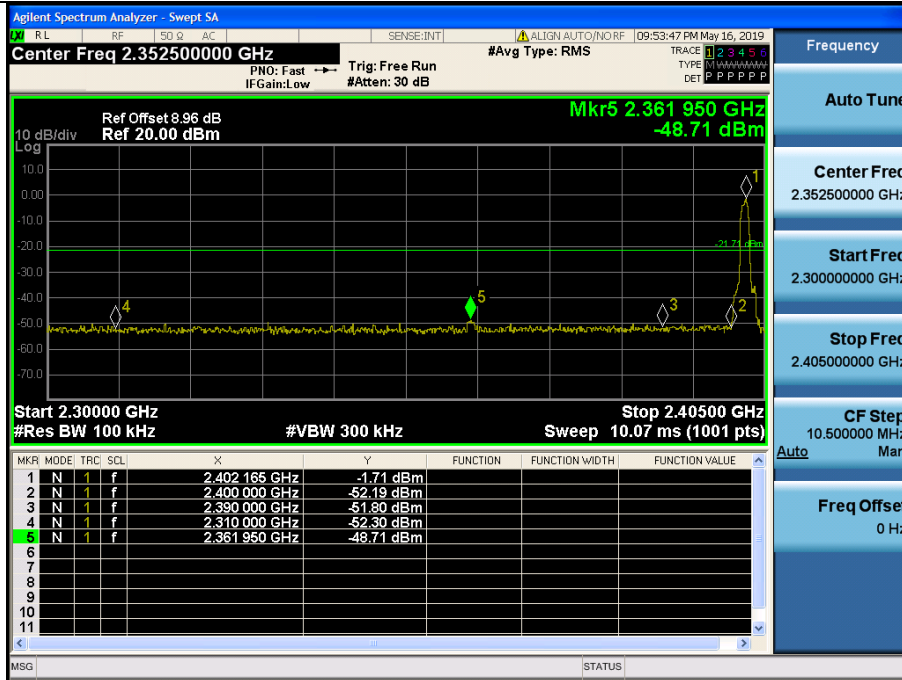 Agilent Spectrum Analyzer - Swept SA
LXI RL RF 50 Ω AC SENSE:INT ALIGN AUTO/NO RF 09:53:47 PM May 16, 2019
Center Freq 2.352500000 GHz
PNO: Fast
IFGain:Low
Trig: Free Run
#Atten: 30 dB
#Avg Type: RMS
TRACE 1 2 3 4 5 6
TYPE M WWWWW
DET P P P P P P
Mkr5 2.361 950 GHz
-48.71 dBm
Ref Offset 8.96 dB
10 dB/div Ref 20.00 dBm
Log
10.0
0.00
-10.0
-20.0
-30.0
-40.0
-50.0
-60.0
-70.0
1
-21.71 dBm
5
4
3
2
Start 2.30000 GHz Stop 2.40500 GHz
#Res BW 100 kHz #VBW 300 kHz Sweep 10.07 ms (1001 pts)
MKR MODE TRC SCL X Y FUNCTION FUNCTION WIDTH FUNCTION VALUE
1 N 1 f 2.402 165 GHz -1.71 dBm
2 N 1 f 2.400 000 GHz -52.19 dBm
3 N 1 f 2.390 000 GHz -51.80 dBm
4 N 1 f 2.310 000 GHz -52.30 dBm
5 N 1 f 2.361 950 GHz -48.71 dBm
6
7
8
9
10
11
MSG STATUS
Frequency
Auto Tune
Center Freq
2.352500000 GHz
Start Freq
2.300000000 GHz
Stop Freq
2.405000000 GHz
CF Step
10.500000 MHz
Auto Man
Freq Offset
0 Hz